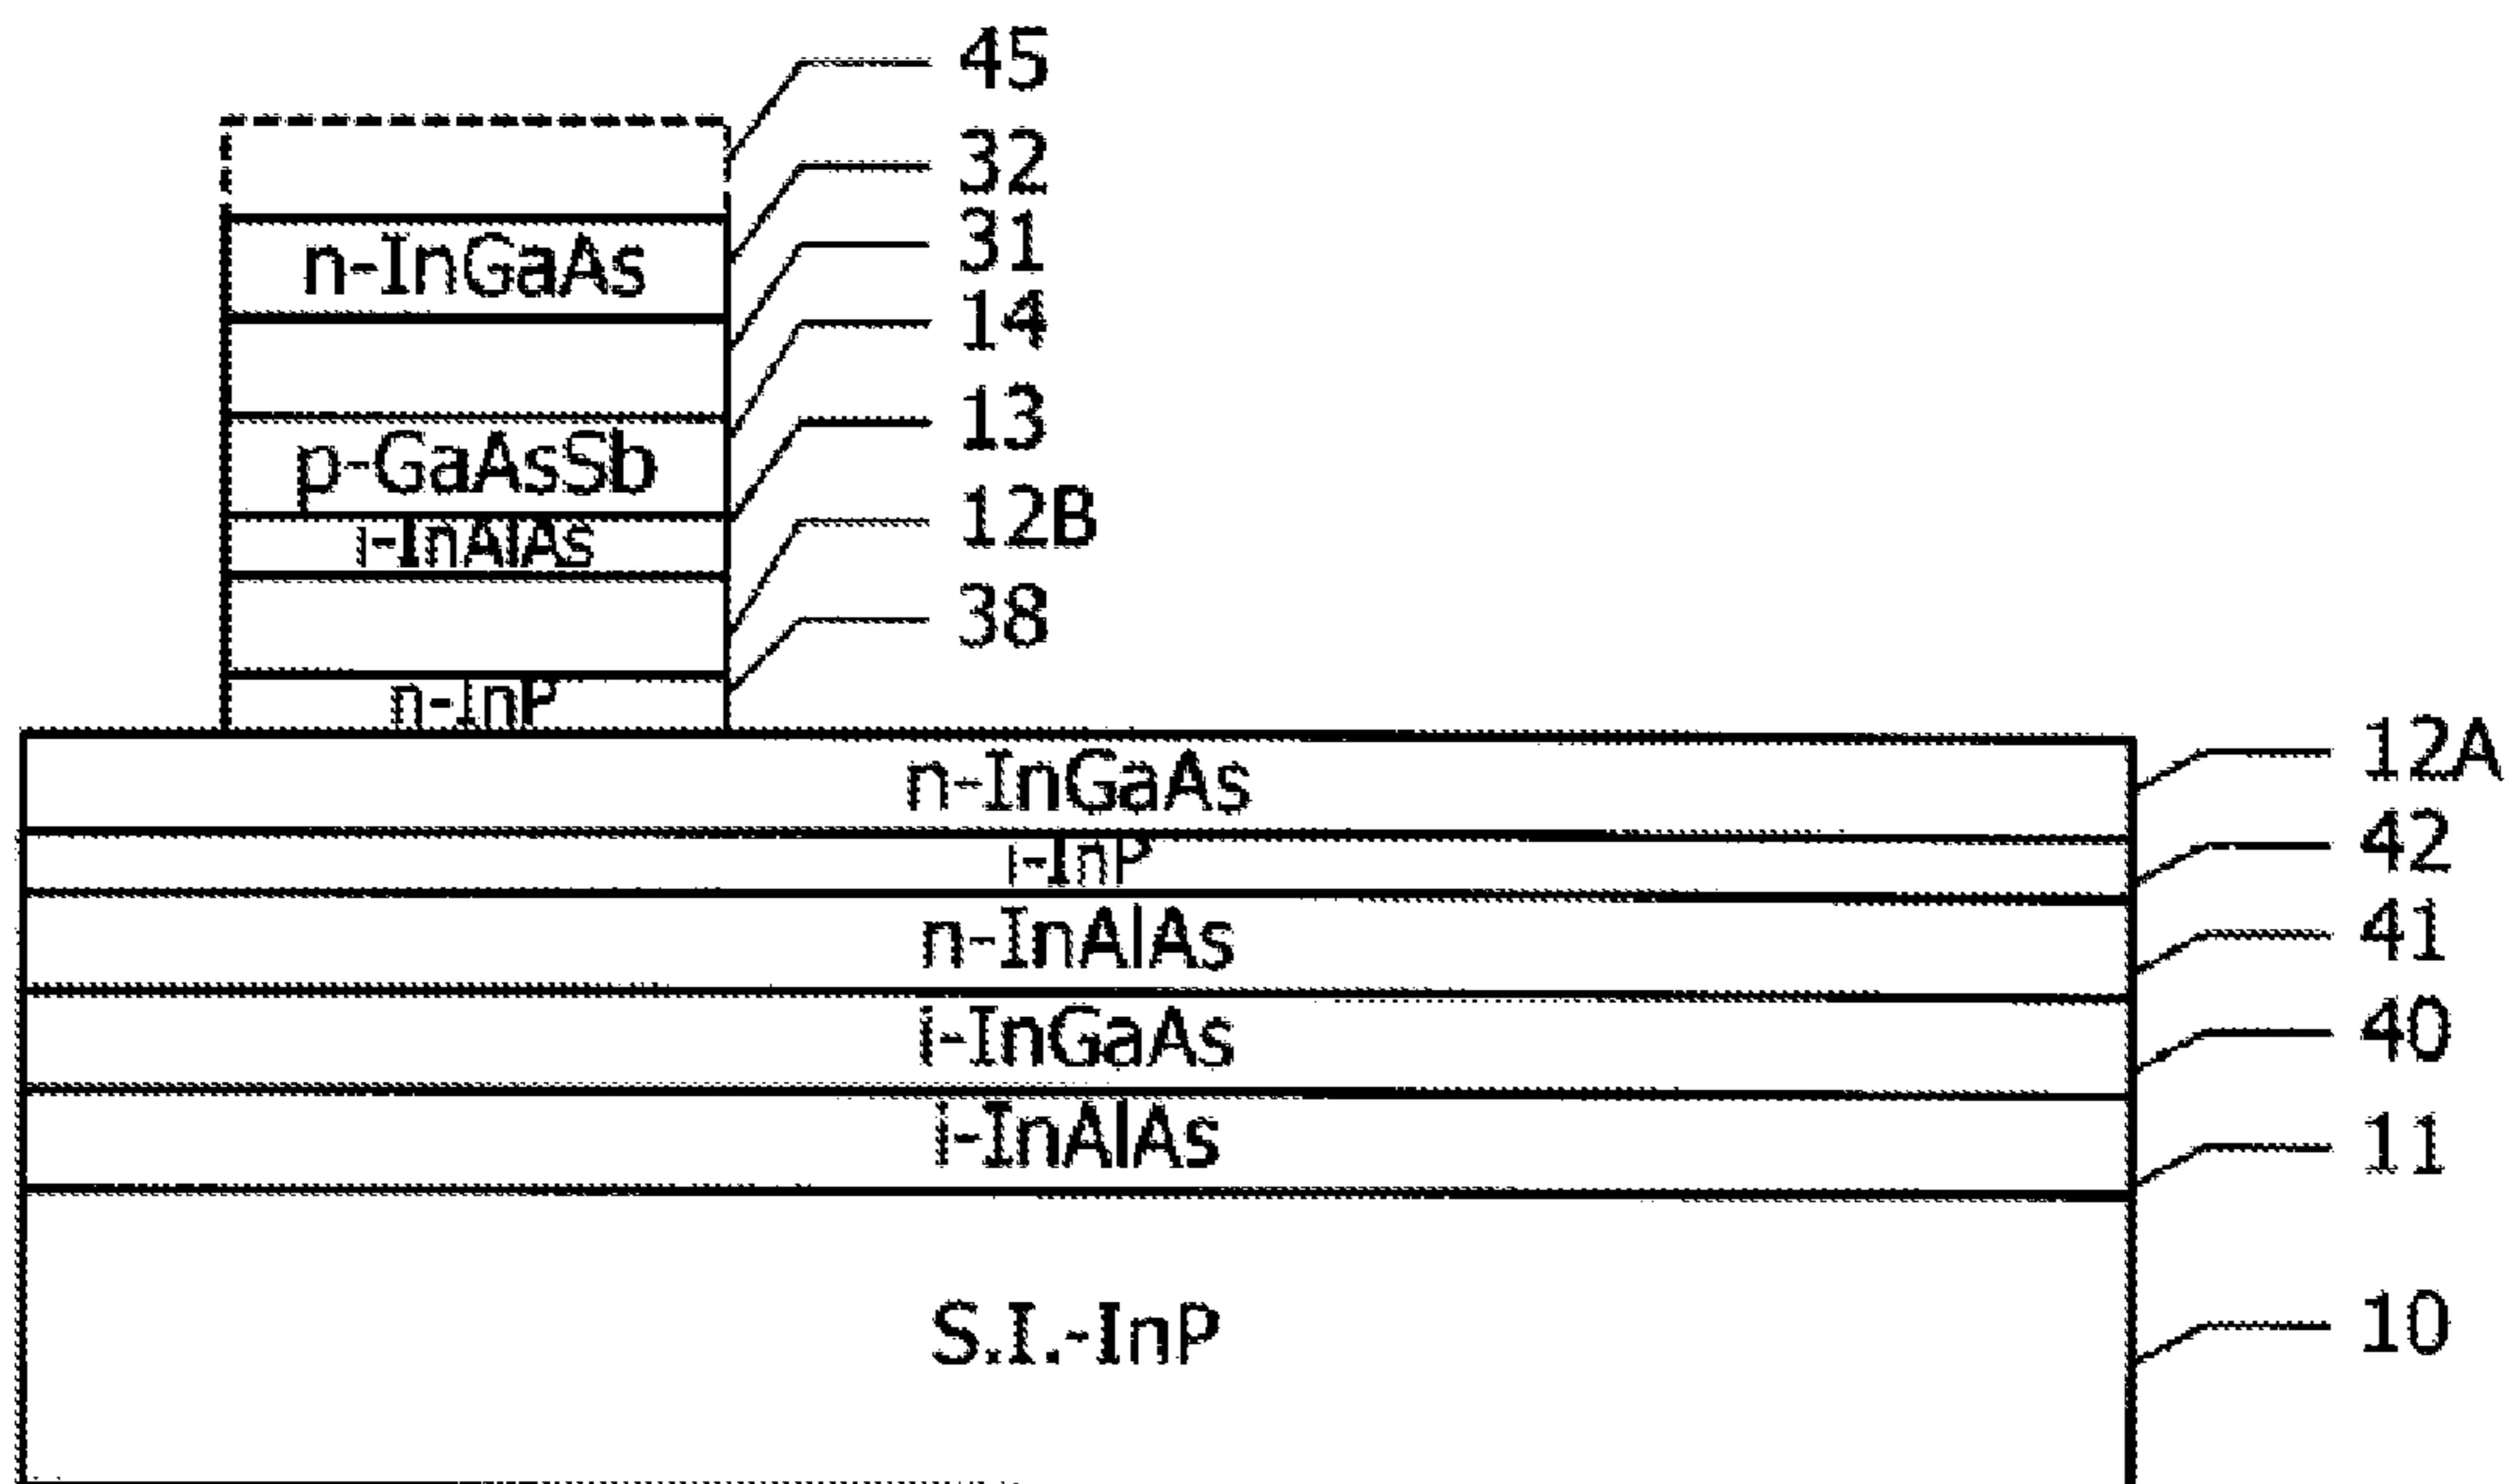 45
32
n-InGaAs
31
14
p-GaAsSb
13
i-InAlAs
12B
38
n-InP
12A
n-InGaAs
42
i-InP
41
n-InAlAs
40
i-InGaAs
11
i-InAlAs
10
S.I.-InP